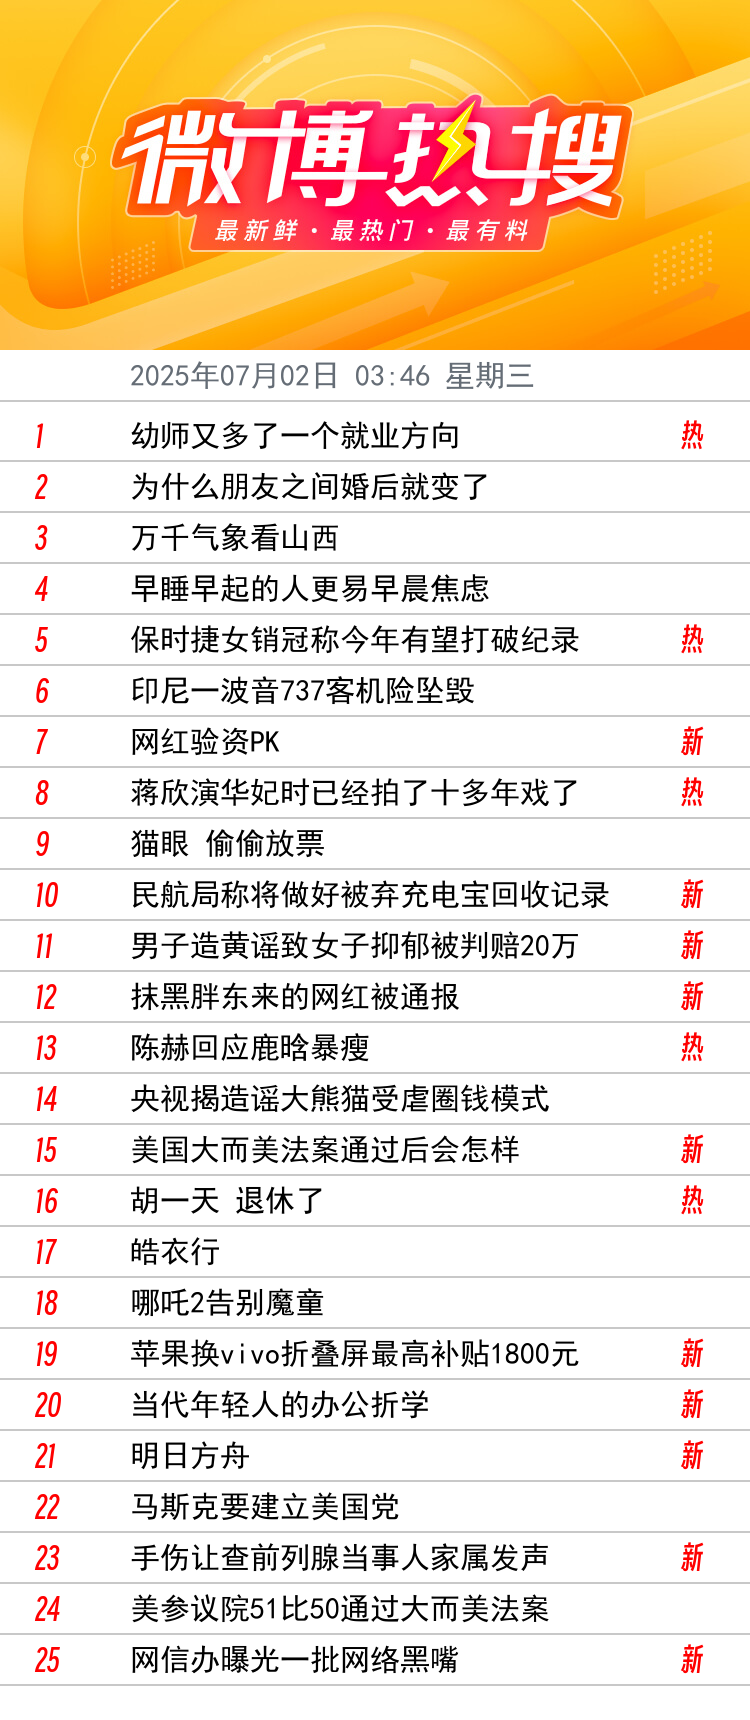 微博热搜
最新鲜·最热门·最有料
2025年07月02日 03:46 星期三
1 幼师又多了一个就业方向 热
2 为什么朋友之间婚后就变了
3 万千气象看山西
4 早睡早起的人更易早晨焦虑
5 保时捷女销冠称今年有望打破纪录 热
6 印尼一波音737客机险坠毁
7 网红验资PK 新
8 蒋欣演华妃时已经拍了十多年戏了 热
9 猫眼 偷偷放票
10 民航局称将做好被弃充电宝回收记录 新
11 男子造黄谣致女子抑郁被判赔20万 新
12 抹黑胖东来的网红被通报 新
13 陈赫回应鹿晗暴瘦 热
14 央视揭造谣大熊猫受虐圈钱模式
15 美国大而美法案通过后会怎样 新
16 胡一天 退休了 热
17 皓衣行
18 哪吒2告别魔童
19 苹果换vivo折叠屏最高补贴1800元 新
20 当代年轻人的办公折学 新
21 明日方舟 新
22 马斯克要建立美国党
23 手伤让查前列腺当事人家属发声 新
24 美参议院51比50通过大而美法案
25 网信办曝光一批网络黑嘴 新